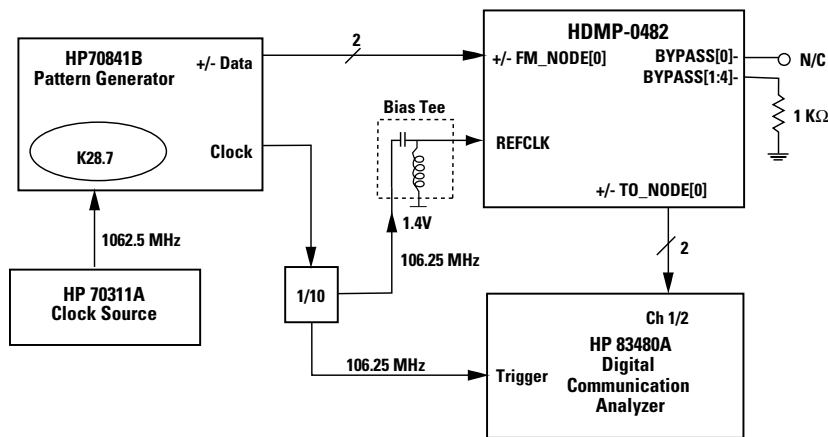 HP70841B
Pattern Generator
+/- Data
K28.7
Clock
1062.5 MHz
HP 70311A
Clock Source
2
Bias Tee
1.4V
106.25 MHz
1/10
106.25 MHz
HDMP-0482
+/- FM_NODE[0]
BYPASS[0]-
BYPASS[1:4]-
N/C
1 KΩ
REFCLK
+/- TO_NODE[0]
2
Ch 1/2
HP 83480A
Digital
Communication
Analyzer
Trigger